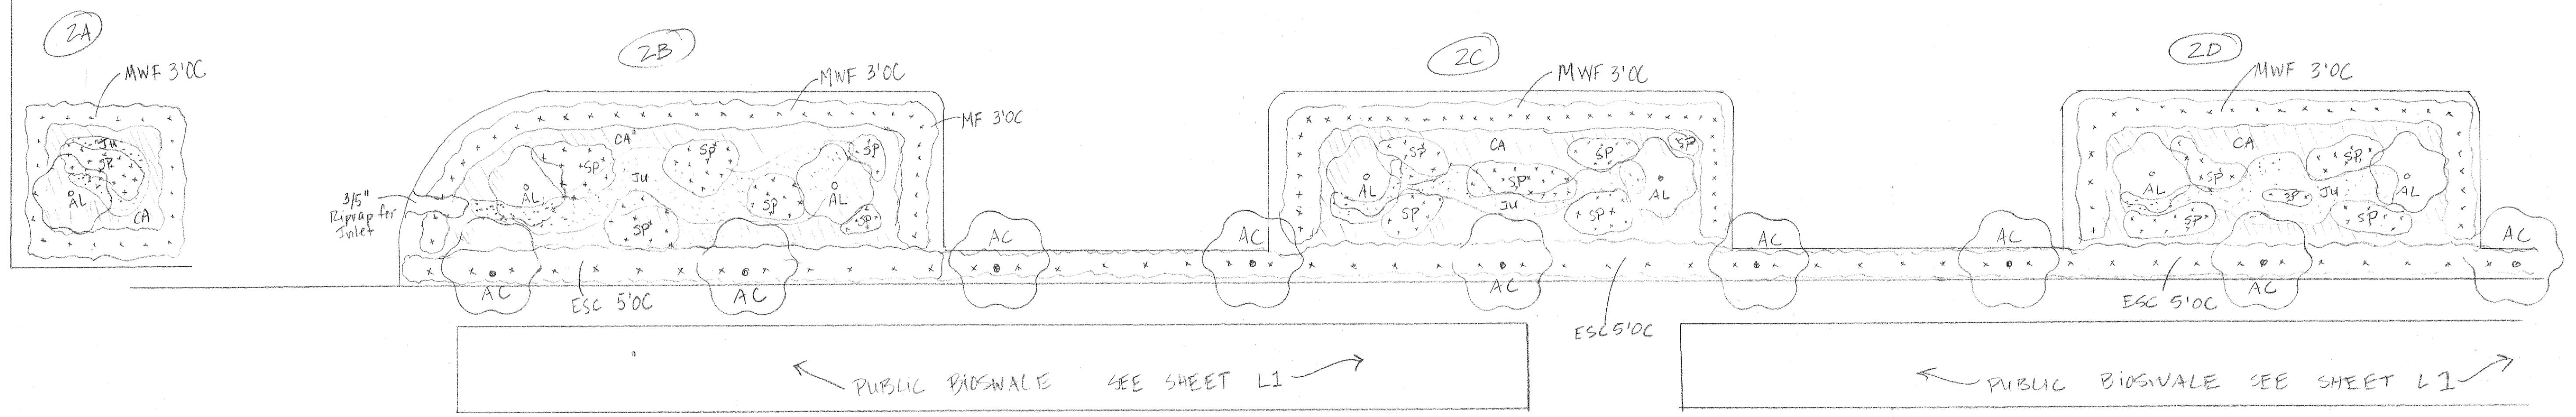 2A
MWF 3'OC
JU
SP
AL
CA
2B
MWF 3'OC
MF 3'OC
CA
SP
SP
SP
JU
AL
SP
AL
SP
SP
3/5"
Riprap for
Inlet
AC
ESC 5'OC
AC
AC
2C
MWF 3'OC
CA
SP
SP
SP
AL
SP
AL
SP
JU
SP
AC
AC
ESC 5'OC
AC
2D
MWF 3'OC
CA
SP
AL
SP
SP
JU
AL
SP
SP
AC
ESC 5'OC
AC
AC
PUBLIC BIOSWALE SEE SHEET L1
PUBLIC BIOSWALE SEE SHEET L1